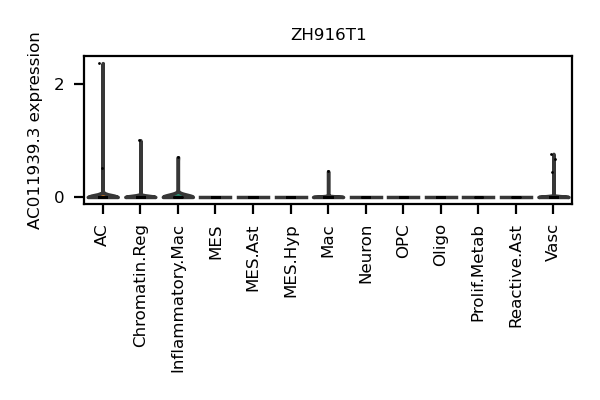 ZH916T1
AC011939.3 expression
2
0
AC
Chromatin.Reg
Inflammatory.Mac
MES
MES.Ast
MES.Hyp
Mac
Neuron
OPC
Oligo
Prolif.Metab
Reactive.Ast
Vasc